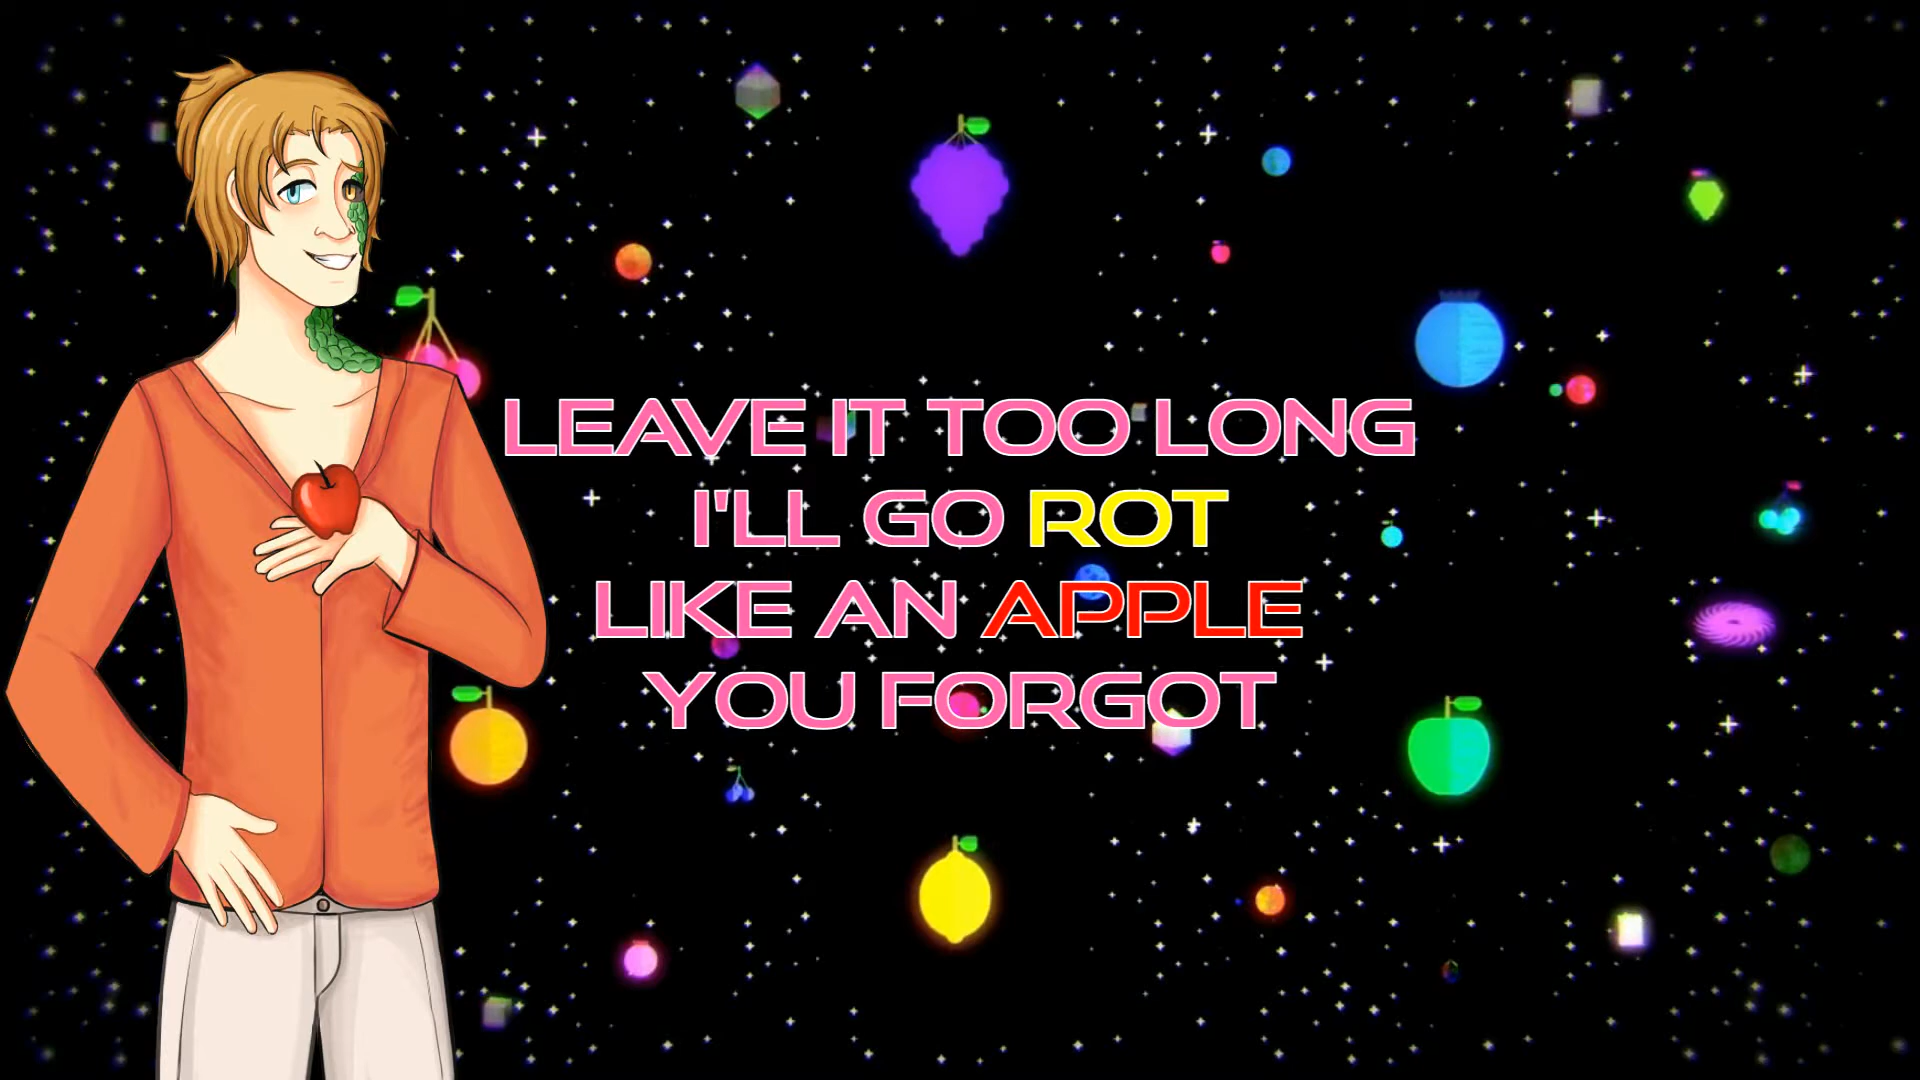 LEAVE IT TOO LONG
I'LL GO ROT
LIKE AN APPLE
YOU FORGOT